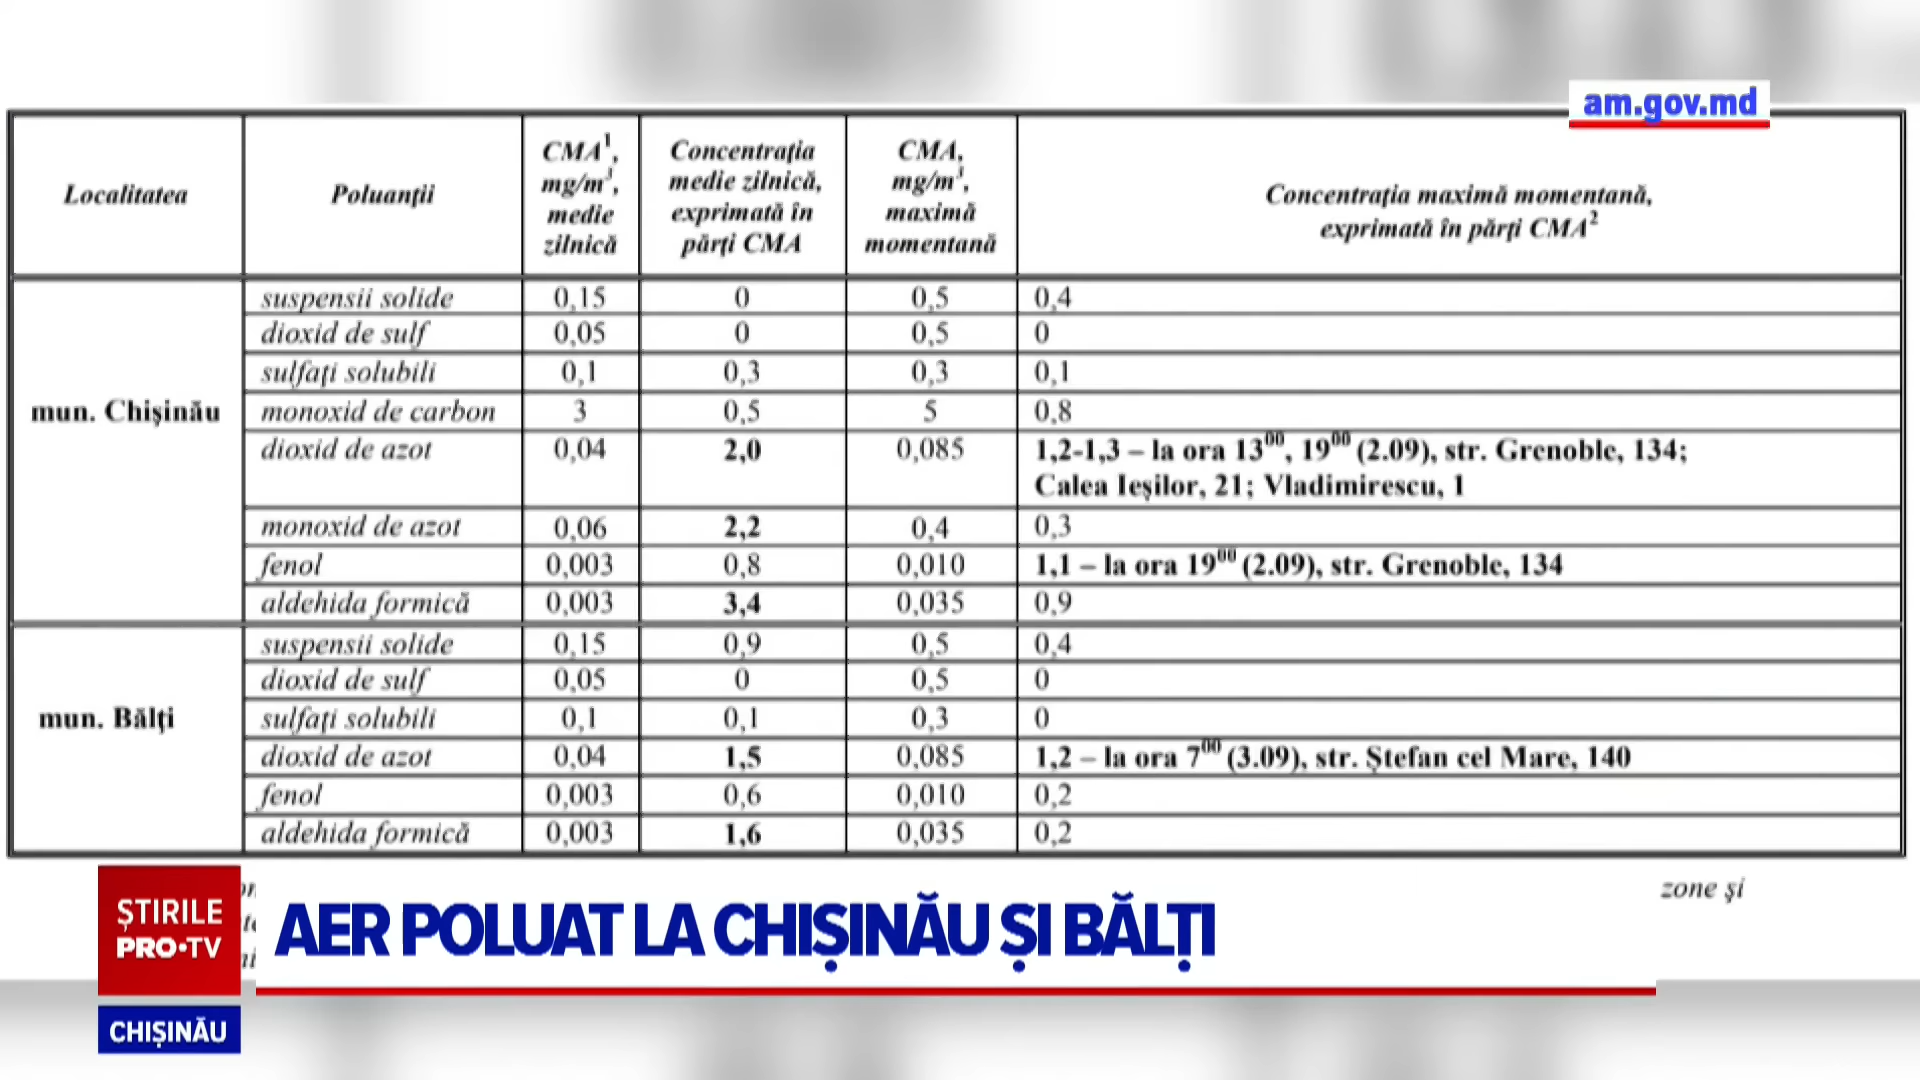 am.gov.md
Localitatea
Poluanții
CMA¹,
mg/m³,
medie
zilnică
Concentrația
medie zilnică,
exprimată în
părți CMA
CMA,
mg/m³,
maximă
momentană
Concentrația maximă momentană,
exprimată în părți CMA²
mun. Chișinău
suspensii solide 0,15 0 0,5 0,4
dioxid de sulf 0,05 0 0,5 0
sulfați solubili 0,1 0,3 0,3 0,1
monoxid de carbon 3 0,5 5 0,8
dioxid de azot 0,04 2,0 0,085 1,2-1,3 – la ora 13⁰⁰, 19⁰⁰ (2.09), str. Grenoble, 134;
Calea Ieșilor, 21; Vladimirescu, 1
monoxid de azot 0,06 2,2 0,4 0,3
fenol 0,003 0,8 0,010 1,1 – la ora 19⁰⁰ (2.09), str. Grenoble, 134
aldehida formică 0,003 3,4 0,035 0,9
mun. Bălți
suspensii solide 0,15 0,9 0,5 0,4
dioxid de sulf 0,05 0 0,5 0
sulfați solubili 0,1 0,1 0,3 0
dioxid de azot 0,04 1,5 0,085 1,2 – la ora 7⁰⁰ (3.09), str. Ștefan cel Mare, 140
fenol 0,003 0,6 0,010 0,2
aldehida formică 0,003 1,6 0,035 0,2
zone şi
ȘTIRILE
PRO•TV
AER POLUAT LA CHIȘINĂU ȘI BĂLȚI
CHIȘINĂU